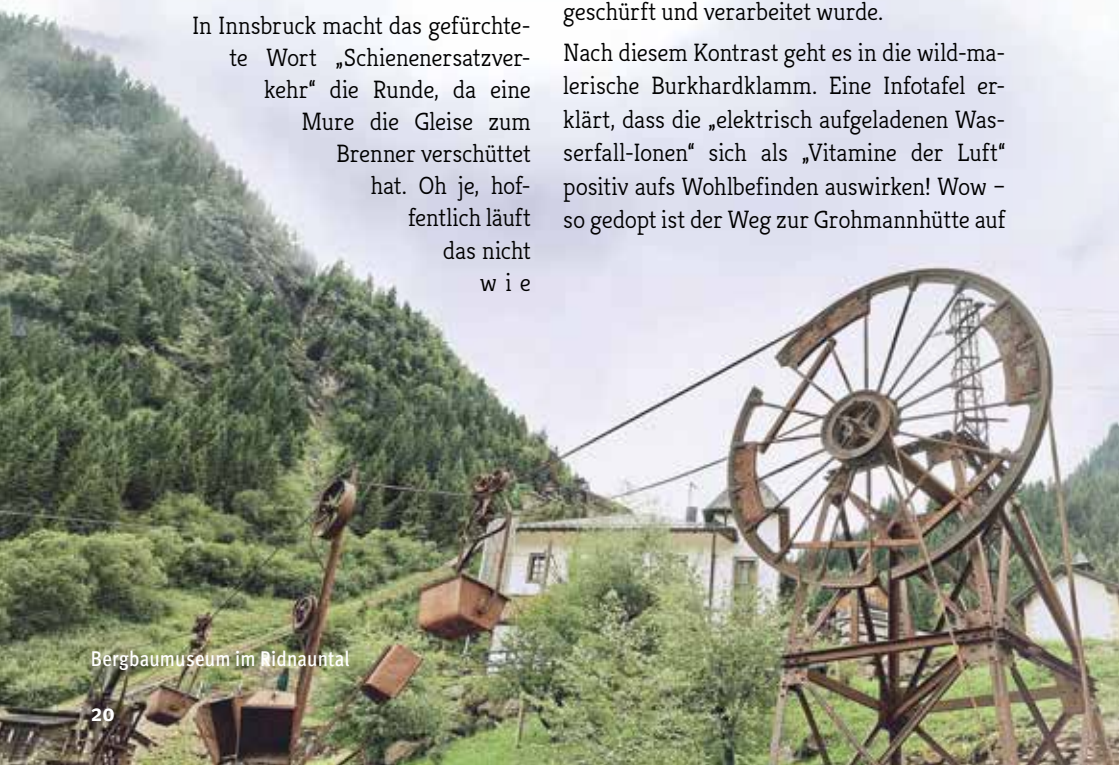 In Innsbruck macht das gefürchte-
te Wort „Schienenersatzver-
kehr“ die Runde, da eine
Mure die Gleise zum
Brenner verschüttet
hat. Oh je, hof-
fentlich läuft
das nicht
w i e
geschürft und verarbeitet wurde.
Nach diesem Kontrast geht es in die wild-ma-
lerische Burkhardklamm. Eine Infotafel er-
klärt, dass die „elektrisch aufgeladenen Was-
serfall-Ionen“ sich als „Vitamine der Luft“
positiv aufs Wohlbefinden auswirken! Wow –
so gedopt ist der Weg zur Grohmannhütte auf
Bergbaumuseum im Ridnauntal
20